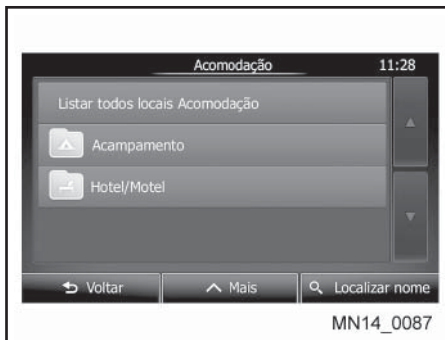 Acomodação 11:28
Listar todos locais Acomodação
Acampamento
Hotel/Motel
Voltar Mais Localizar nome
MN14_0087